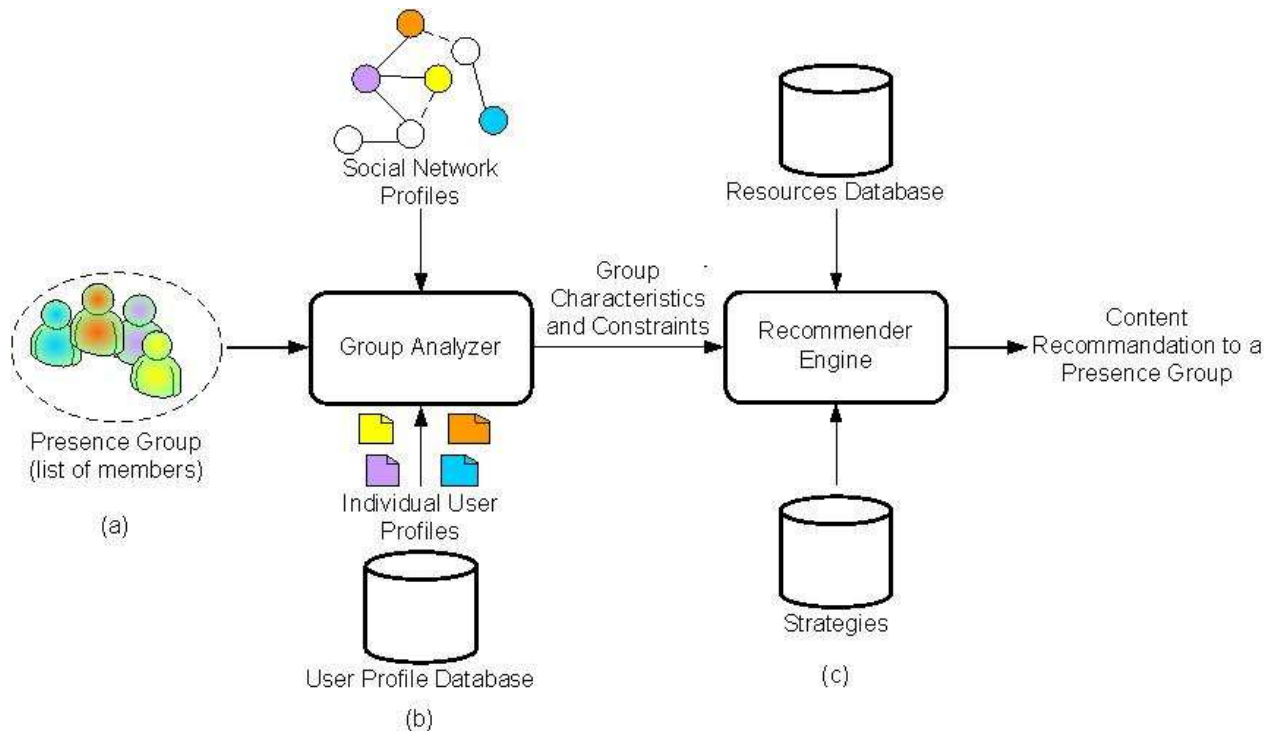 Social Network
Profiles
Resources Database
Group
Characteristics
and Constraints
Group Analyzer
Recommender
Engine
Content
Recommandation to a
Presence Group
Presence Group
(list of members)
(a)
Individual User
Profiles
User Profile Database
(b)
Strategies
(c)